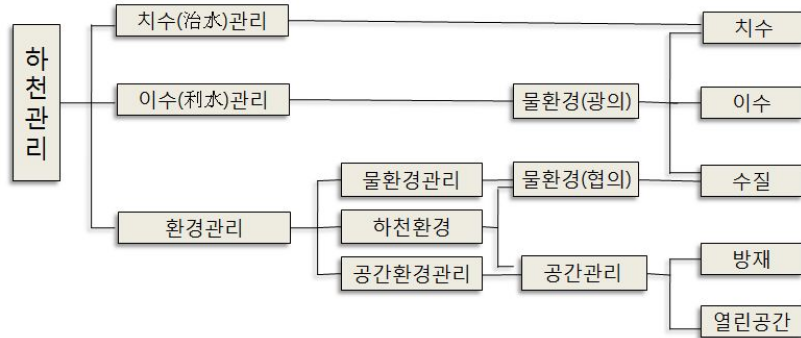 하천관리
치수(治水)관리
치수
이수(利水)관리
물환경(광의)
이수
물환경관리
물환경(협의)
수질
환경관리
하천환경
공간환경관리
공간관리
방재
열린공간